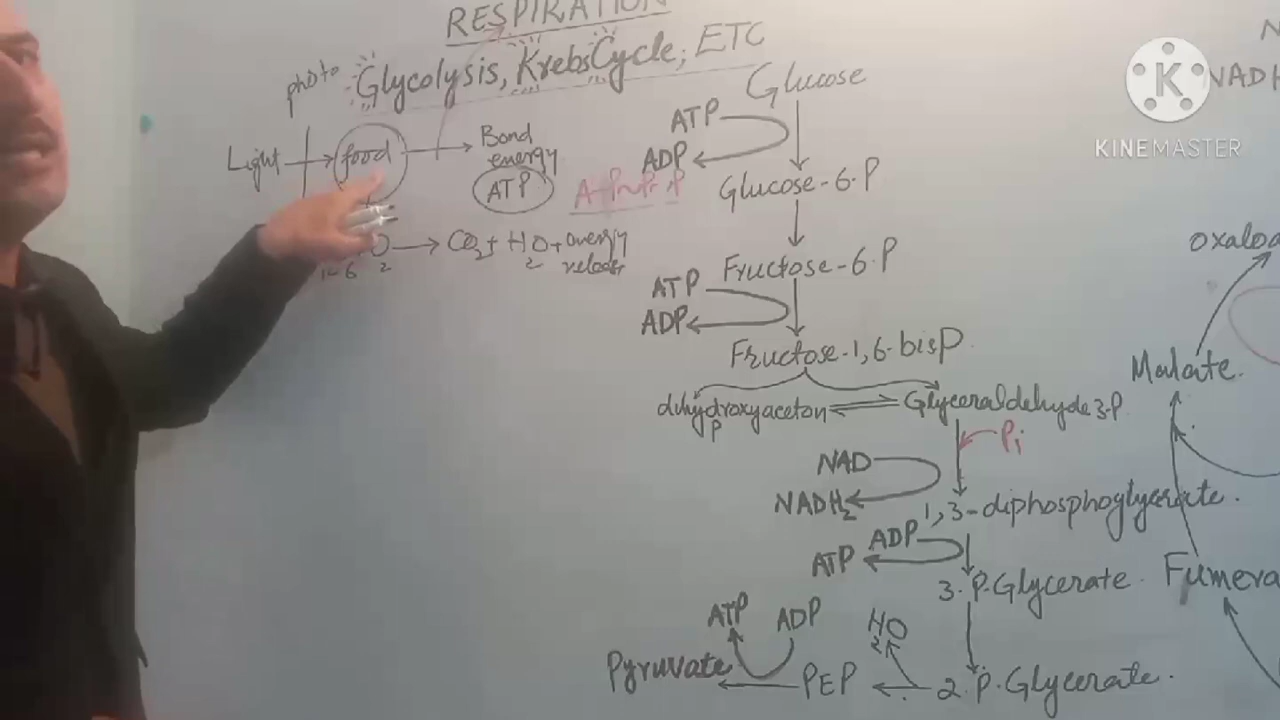 RESPIRATION
Glycolysis, Krebs Cycle, ETC
photo
Light → food → Bond energy
ATP
A-P~P~P
O2 → CO2 + H2O + energy
Glucose
ATP
ADP
Glucose-6-P
Fructose-6-P
ATP
ADP
Fructose-1,6-bisP
dihydroxyaceton P ⇌ Glyceraldehyde 3-P
Pi
NAD
NADH2
1,3-diphosphoglycerate.
ADP
ATP
3-P-Glycerate
2-P-Glycerate.
H2O
PEP
ADP
ATP
Pyruvate
NADH
Oxaloa
Malate.
Fumera
K
KINEMASTER